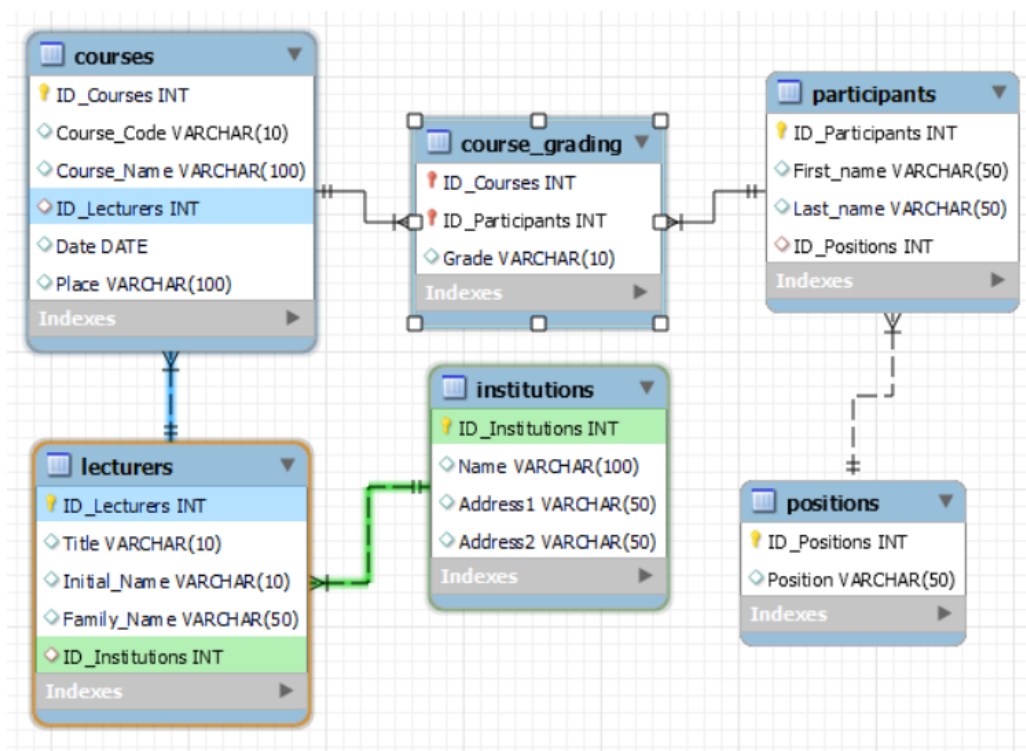 courses
ID_Courses INT
Course_Code VARCHAR(10)
Course_Name VARCHAR(100)
ID_Lecturers INT
Date DATE
Place VARCHAR(100)
Indexes
course_grading
ID_Courses INT
ID_Participants INT
Grade VARCHAR(10)
Indexes
participants
ID_Participants INT
First_name VARCHAR(50)
Last_name VARCHAR(50)
ID_Positions INT
Indexes
lecturers
ID_Lecturers INT
Title VARCHAR(10)
Initial_Name VARCHAR(10)
Family_Name VARCHAR(50)
ID_Institutions INT
Indexes
institutions
ID_Institutions INT
Name VARCHAR(100)
Address1 VARCHAR(50)
Address2 VARCHAR(50)
Indexes
positions
ID_Positions INT
Position VARCHAR(50)
Indexes